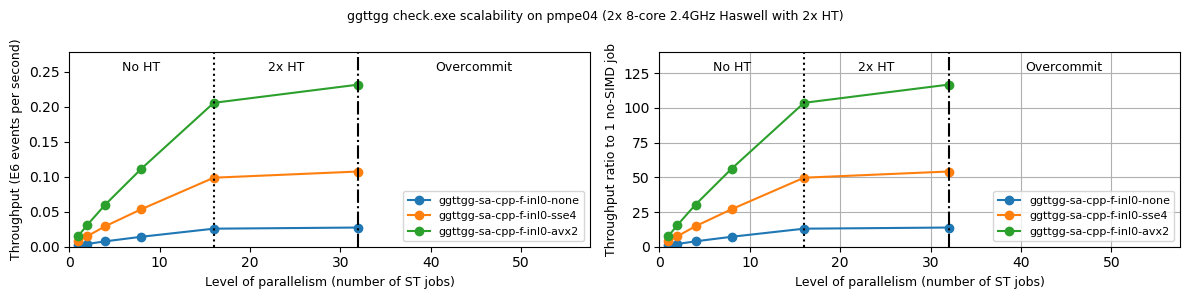 ggttgg check.exe scalability on pmpe04 (2x 8-core 2.4GHz Haswell with 2x HT)
Throughput (E6 events per second)
0.25
0.20
0.15
0.10
0.05
0.00
No HT
2x HT
Overcommit
ggttgg-sa-cpp-f-inl0-none
ggttgg-sa-cpp-f-inl0-sse4
ggttgg-sa-cpp-f-inl0-avx2
0 10 20 30 40 50
Level of parallelism (number of ST jobs)
Throughput ratio to 1 no-SIMD job
125
100
75
50
25
0
No HT
2x HT
Overcommit
ggttgg-sa-cpp-f-inl0-none
ggttgg-sa-cpp-f-inl0-sse4
ggttgg-sa-cpp-f-inl0-avx2
0 10 20 30 40 50
Level of parallelism (number of ST jobs)